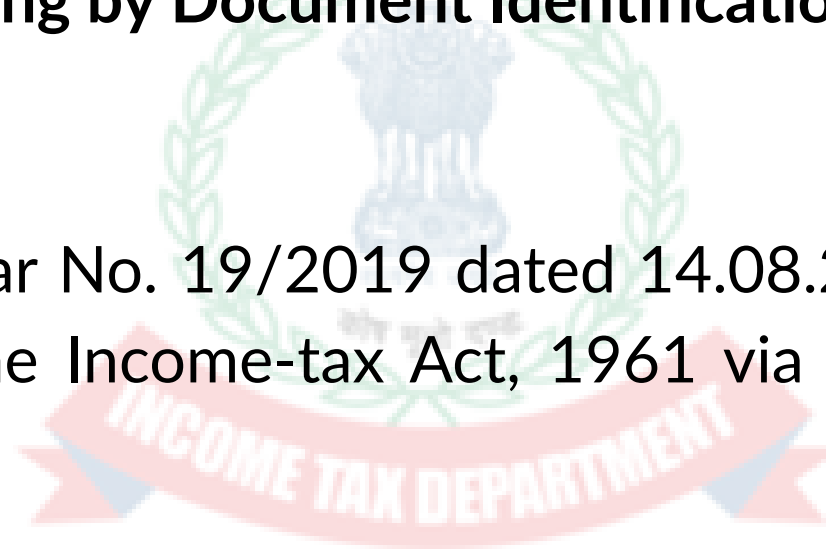 ng by Document Identificatio
ar No. 19/2019 dated 14.08.2
e Income-tax Act, 1961 via
INCOME TAX DEPARTMENT